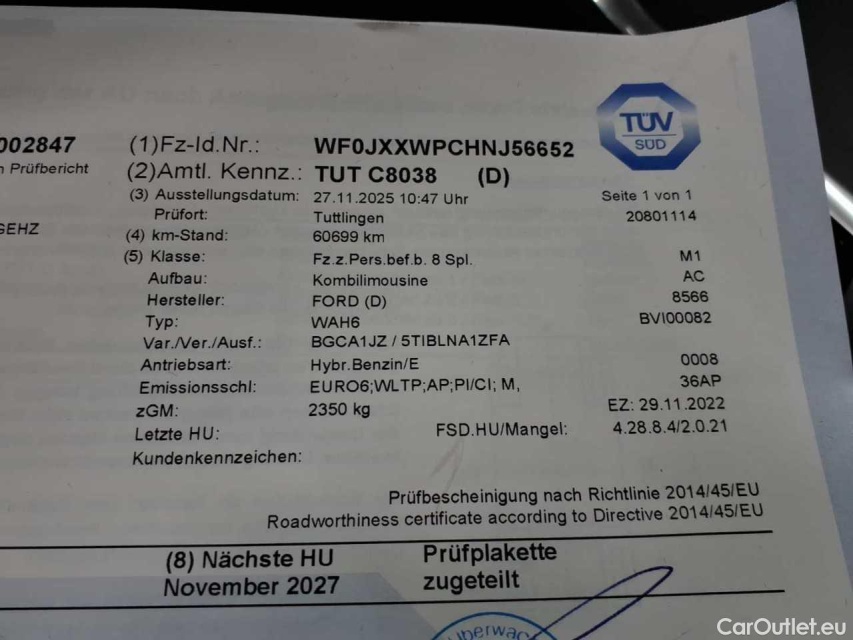 002847 (1)Fz-Id.Nr.: WF0JXXWPCHNJ56652
TÜV
SÜD
Prüfbericht (2)Amtl. Kennz.: TUT C8038 (D)
(3) Ausstellungsdatum: 27.11.2025 10:47 Uhr Seite 1 von 1
Prüfort: Tuttlingen 20801114
GEHZ (4) km-Stand: 60699 km
(5) Klasse: Fz.z.Pers.bef.b. 8 Spl. M1
Aufbau: Kombilimousine AC
Hersteller: FORD (D) 8566
Typ: WAH6 BVI00082
Var./Ver./Ausf.: BGCA1JZ / 5TIBLNA1ZFA
Antriebsart: Hybr.Benzin/E 0008
Emissionsschl: EURO6;WLTP;AP;PI/CI; M, 36AP
zGM: 2350 kg EZ: 29.11.2022
Letzte HU: FSD.HU/Mangel: 4.28.8.4/2.0.21
Kundenkennzeichen:
Prüfbescheinigung nach Richtlinie 2014/45/EU
Roadworthiness certificate according to Directive 2014/45/EU
(8) Nächste HU Prüfplakette
November 2027 zugeteilt
CarOutlet.eu